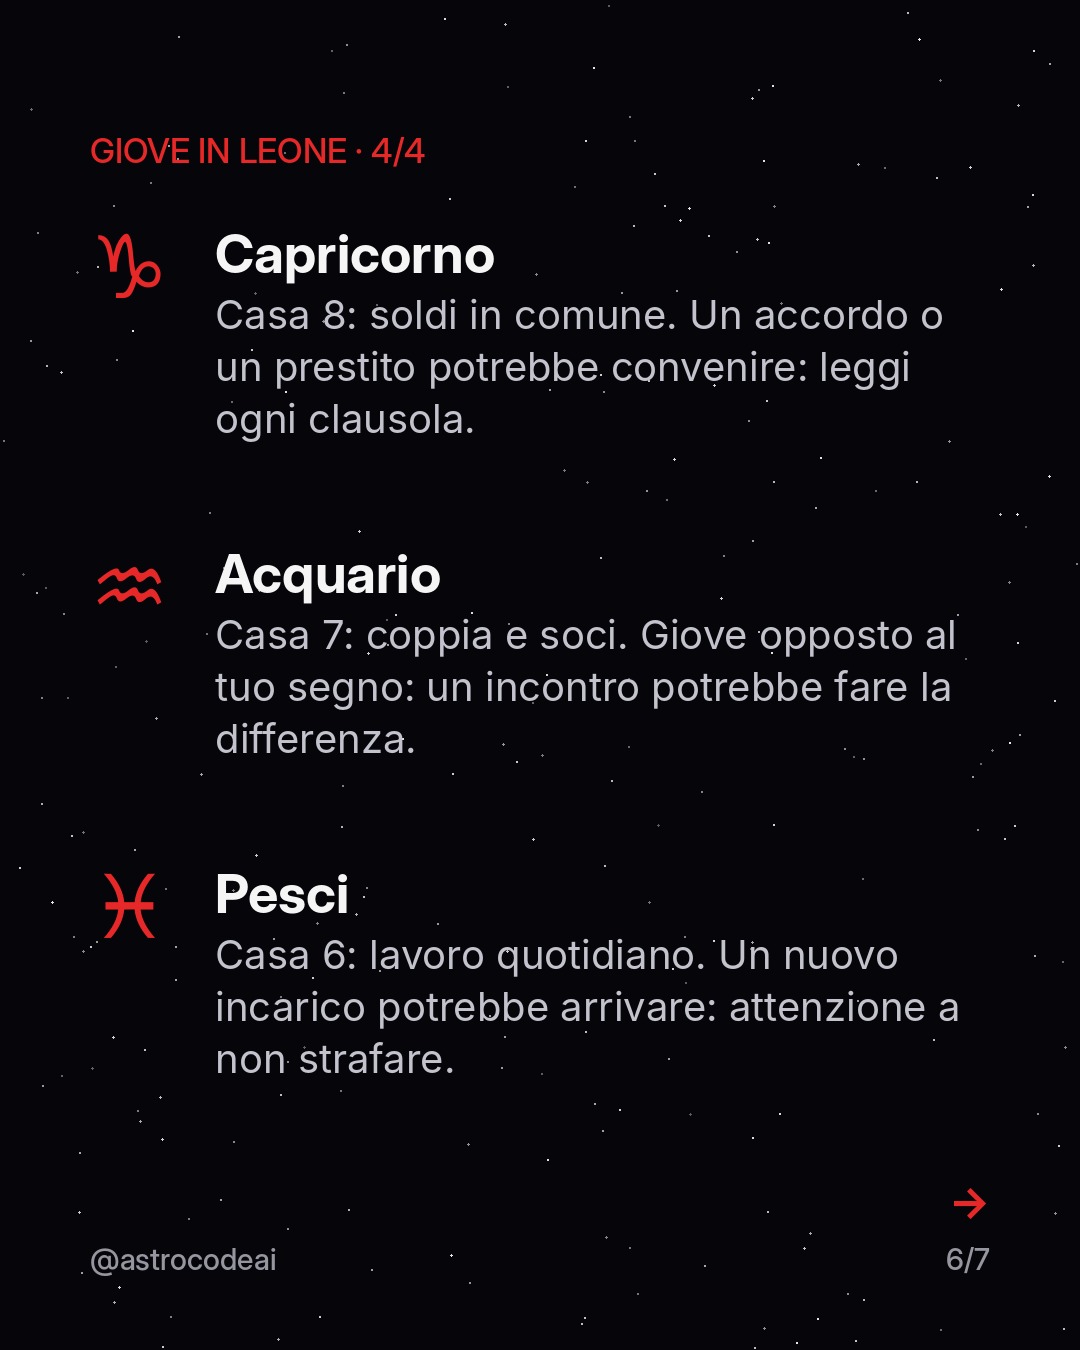 GIOVE IN LEONE · 4/4
♑ Capricorno
Casa 8: soldi in comune. Un accordo o
un prestito potrebbe convenire: leggi
ogni clausola.
♒ Acquario
Casa 7: coppia e soci. Giove opposto al
tuo segno: un incontro potrebbe fare la
differenza.
♓ Pesci
Casa 6: lavoro quotidiano. Un nuovo
incarico potrebbe arrivare: attenzione a
non strafare.
→
@astrocodeai 6/7